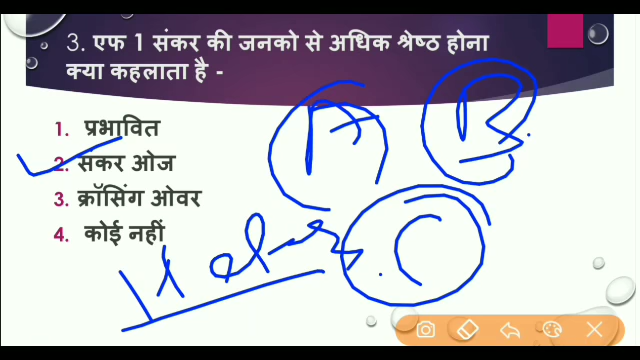 3. एफ 1 संकर की जनको से अधिक श्रेष्ठ होना
क्या कहलाता है -
1. प्रभावित
2. संकर ओज
3. क्रॉसिंग ओवर
4. कोई नहीं
A
B
C